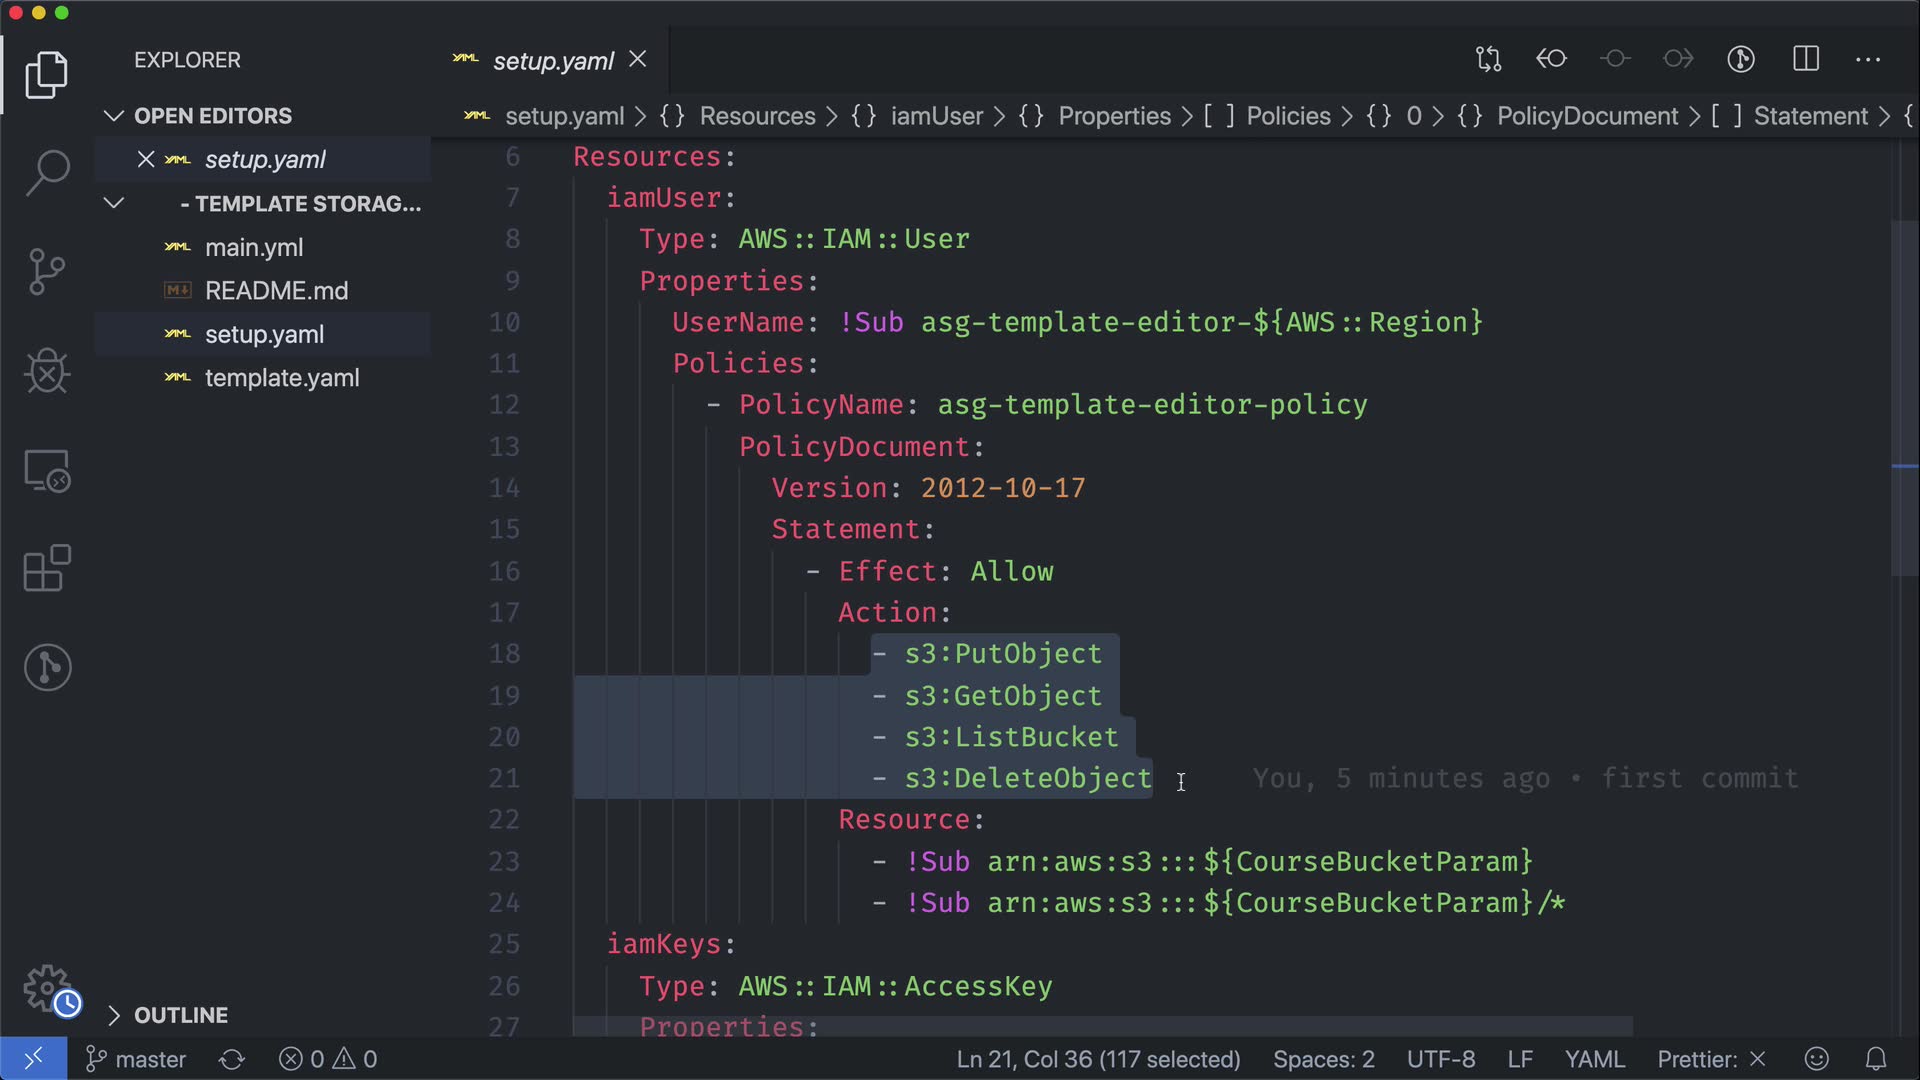 EXPLORER
OPEN EDITORS
setup.yaml
- TEMPLATE STORAG...
main.yml
README.md
setup.yaml
template.yaml
OUTLINE
setup.yaml
setup.yaml > {} Resources > {} iamUser > {} Properties > [ ] Policies > {} 0 > {} PolicyDocument > [ ] Statement > {
6 Resources:
7 iamUser:
8 Type: AWS::IAM::User
9 Properties:
10 UserName: !Sub asg-template-editor-${AWS::Region}
11 Policies:
12 - PolicyName: asg-template-editor-policy
13 PolicyDocument:
14 Version: 2012-10-17
15 Statement:
16 - Effect: Allow
17 Action:
18 - s3:PutObject
19 - s3:GetObject
20 - s3:ListBucket
21 - s3:DeleteObject You, 5 minutes ago • first commit
22 Resource:
23 - !Sub arn:aws:s3:::${CourseBucketParam}
24 - !Sub arn:aws:s3:::${CourseBucketParam}/*
25 iamKeys:
26 Type: AWS::IAM::AccessKey
27 Properties:
master 0 0 Ln 21, Col 36 (117 selected) Spaces: 2 UTF-8 LF YAML Prettier: ×